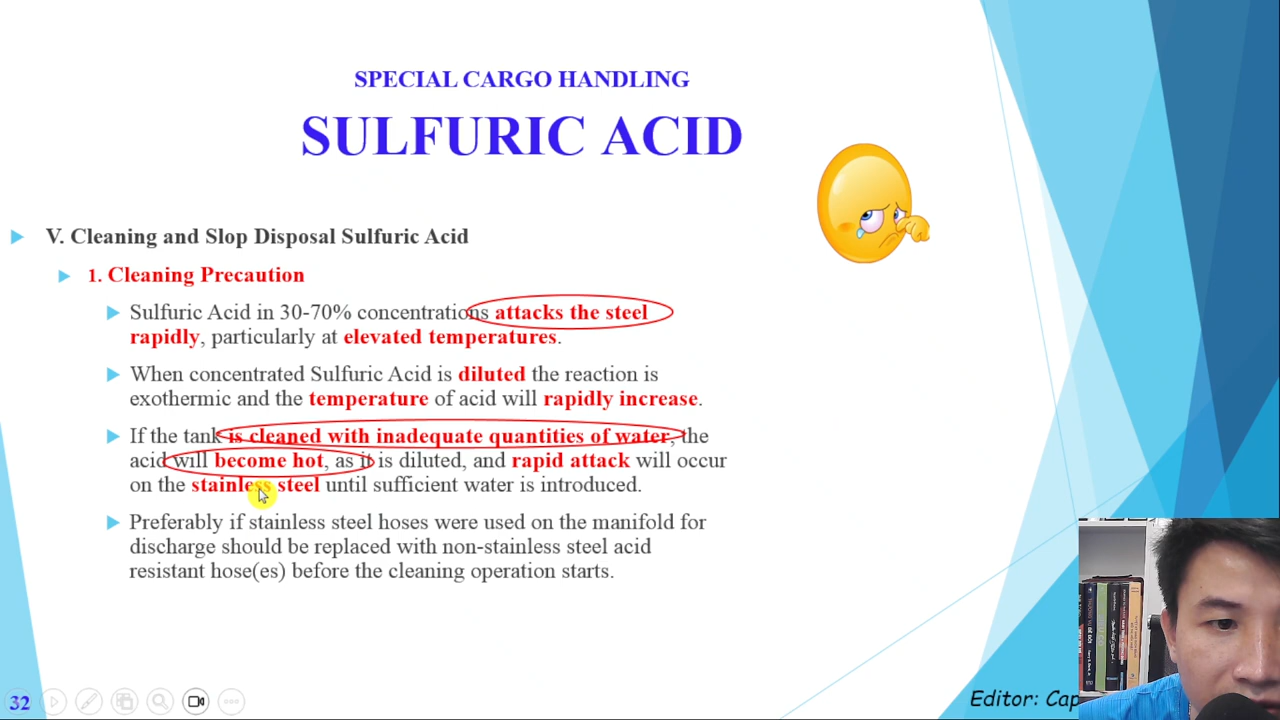 SPECIAL CARGO HANDLING
SULFURIC ACID
V. Cleaning and Slop Disposal Sulfuric Acid
1. Cleaning Precaution
Sulfuric Acid in 30-70% concentrations attacks the steel
rapidly, particularly at elevated temperatures.
When concentrated Sulfuric Acid is diluted the reaction is
exothermic and the temperature of acid will rapidly increase.
If the tank is cleaned with inadequate quantities of water, the
acid will become hot, as it is diluted, and rapid attack will occur
on the stainless steel until sufficient water is introduced.
Preferably if stainless steel hoses were used on the manifold for
discharge should be replaced with non-stainless steel acid
resistant hose(es) before the cleaning operation starts.
32
Editor: Cap